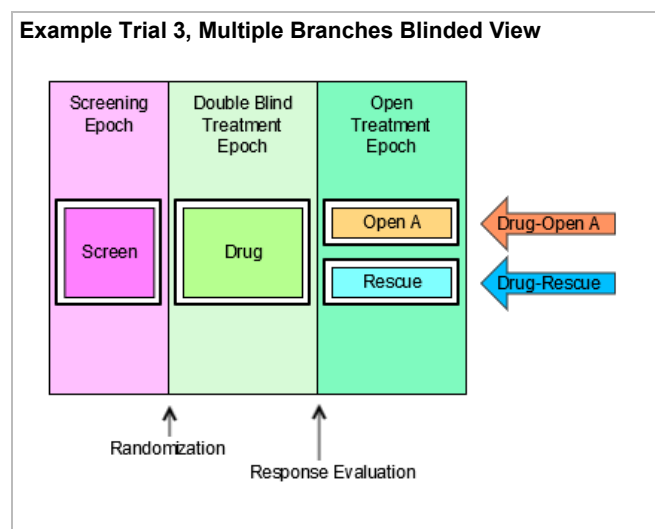 Example Trial 3, Multiple Branches Blinded View
Screening
Epoch
Double Blind
Treatment
Epoch
Open
Treatment
Epoch
Screen
Drug
Open A
Rescue
Drug-Open A
Drug-Rescue
Randomization
Response Evaluation